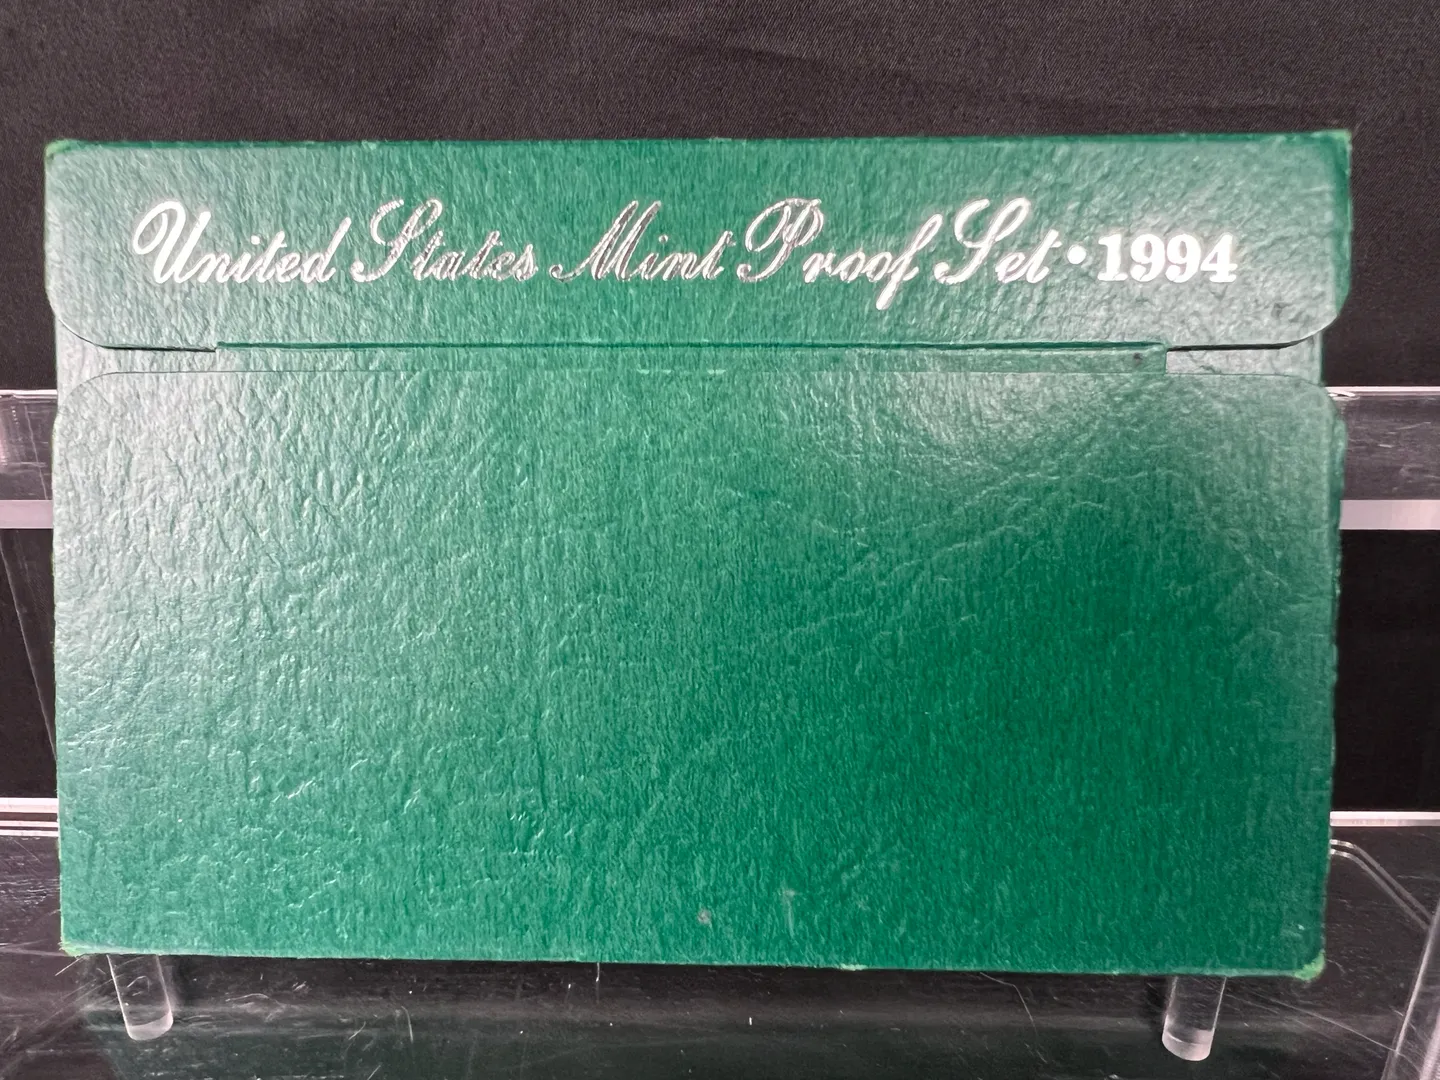 United States Mint Proof Set • 1994